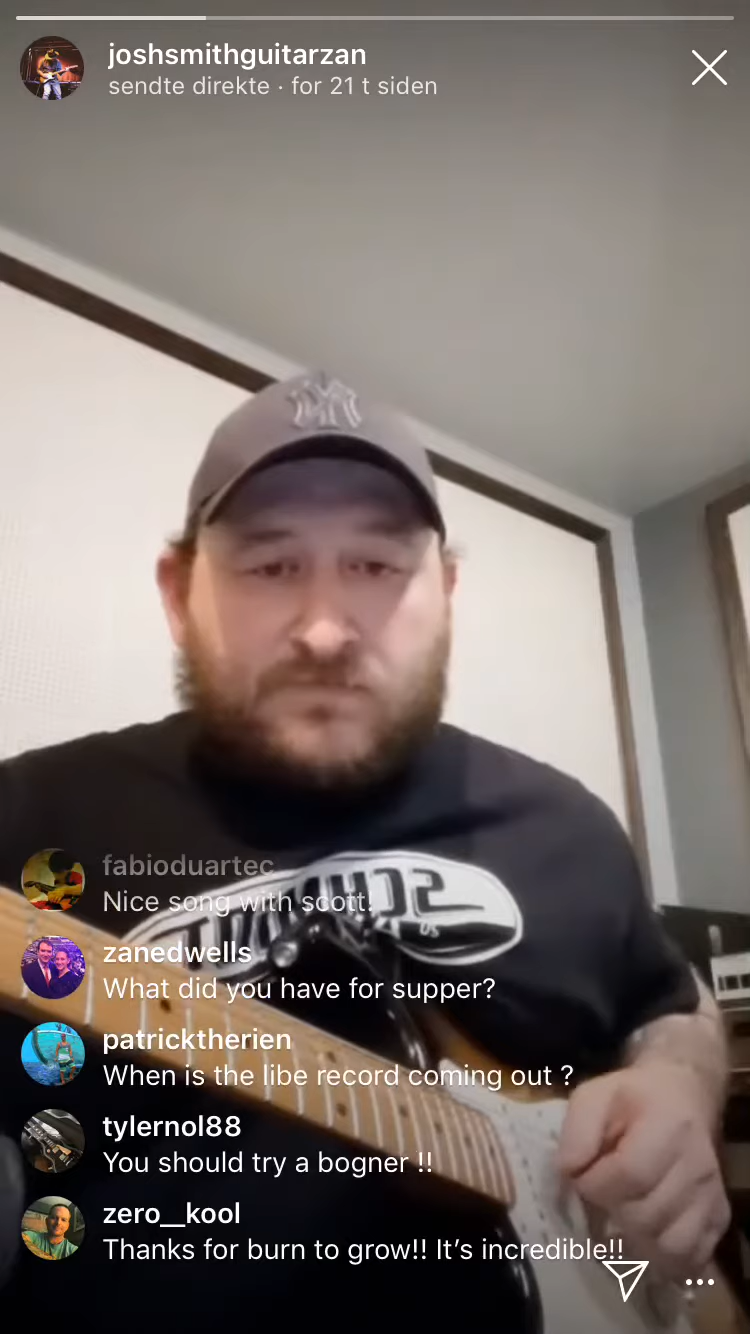 joshsmithguitarzan
sendte direkte · for 21 t siden
NY
fabioduartec
Nice song with scott!
zanedwells
What did you have for supper?
patricktherien
When is the libe record coming out ?
tylernol88
You should try a bogner !!
zero__kool
Thanks for burn to grow!! It’s incredible!!